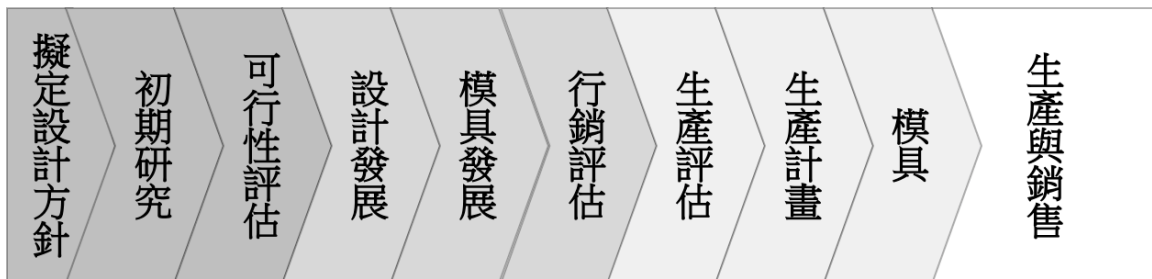 擬定設計方針
初期研究
可行性評估
設計發展
模具發展
行銷評估
生產評估
生產計畫
模具
生產與銷售